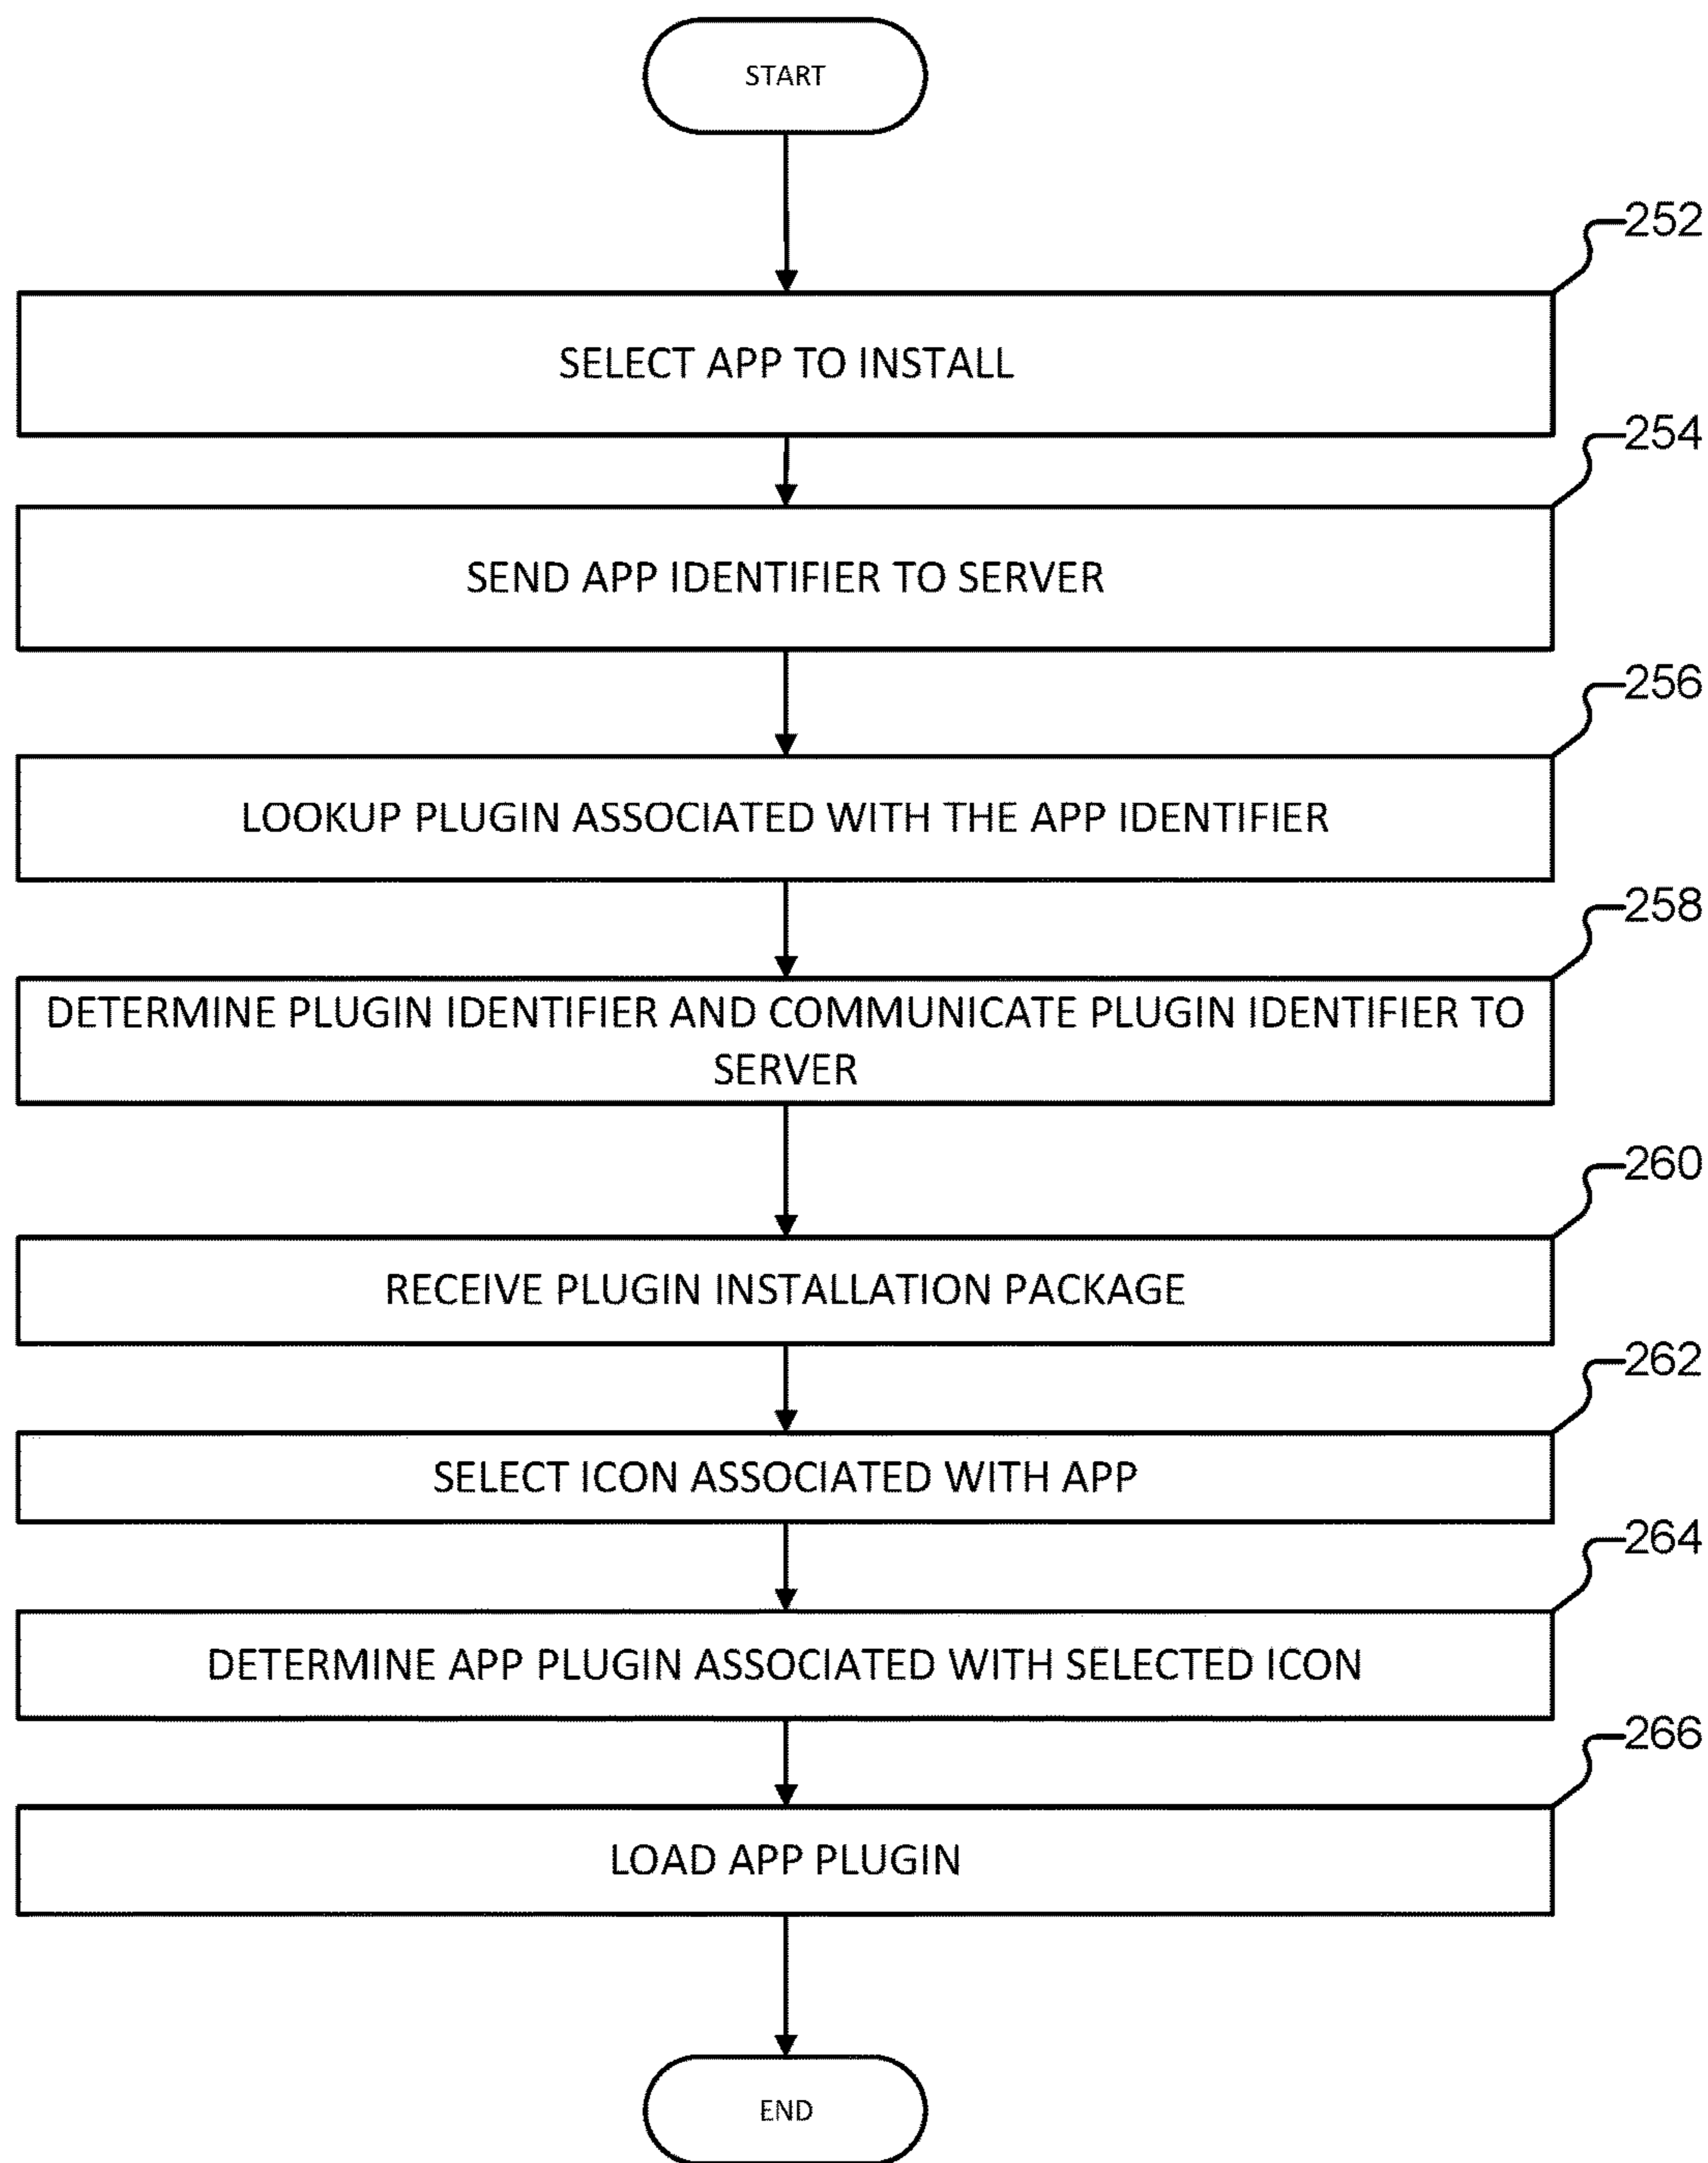 START
252
SELECT APP TO INSTALL
254
SEND APP IDENTIFIER TO SERVER
256
LOOKUP PLUGIN ASSOCIATED WITH THE APP IDENTIFIER
258
DETERMINE PLUGIN IDENTIFIER AND COMMUNICATE PLUGIN IDENTIFIER TO
SERVER
260
RECEIVE PLUGIN INSTALLATION PACKAGE
262
SELECT ICON ASSOCIATED WITH APP
264
DETERMINE APP PLUGIN ASSOCIATED WITH SELECTED ICON
266
LOAD APP PLUGIN
END